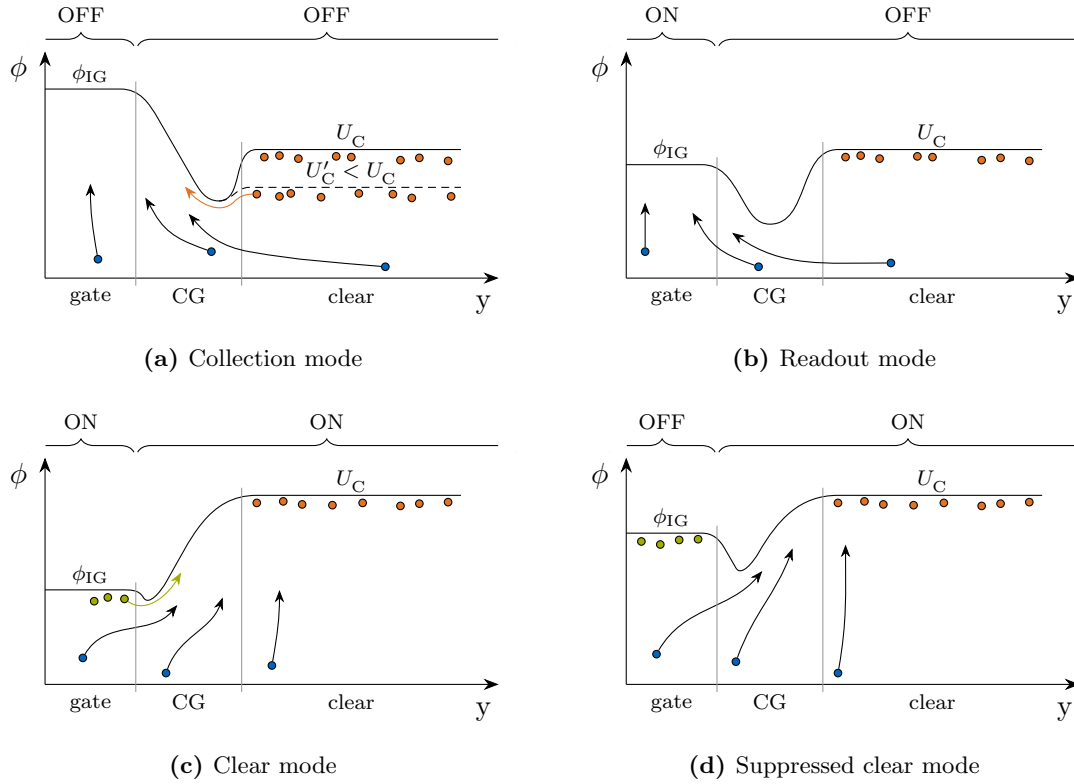 OFF OFF
ϕ
ϕIG
UC
U′C < UC
gate CG clear y
(a) Collection mode
ON OFF
ϕ
ϕIG
UC
gate CG clear y
(b) Readout mode
ON ON
ϕ
UC
ϕIG
gate CG clear y
(c) Clear mode
OFF ON
ϕ
UC
ϕIG
gate CG clear y
(d) Suppressed clear mode